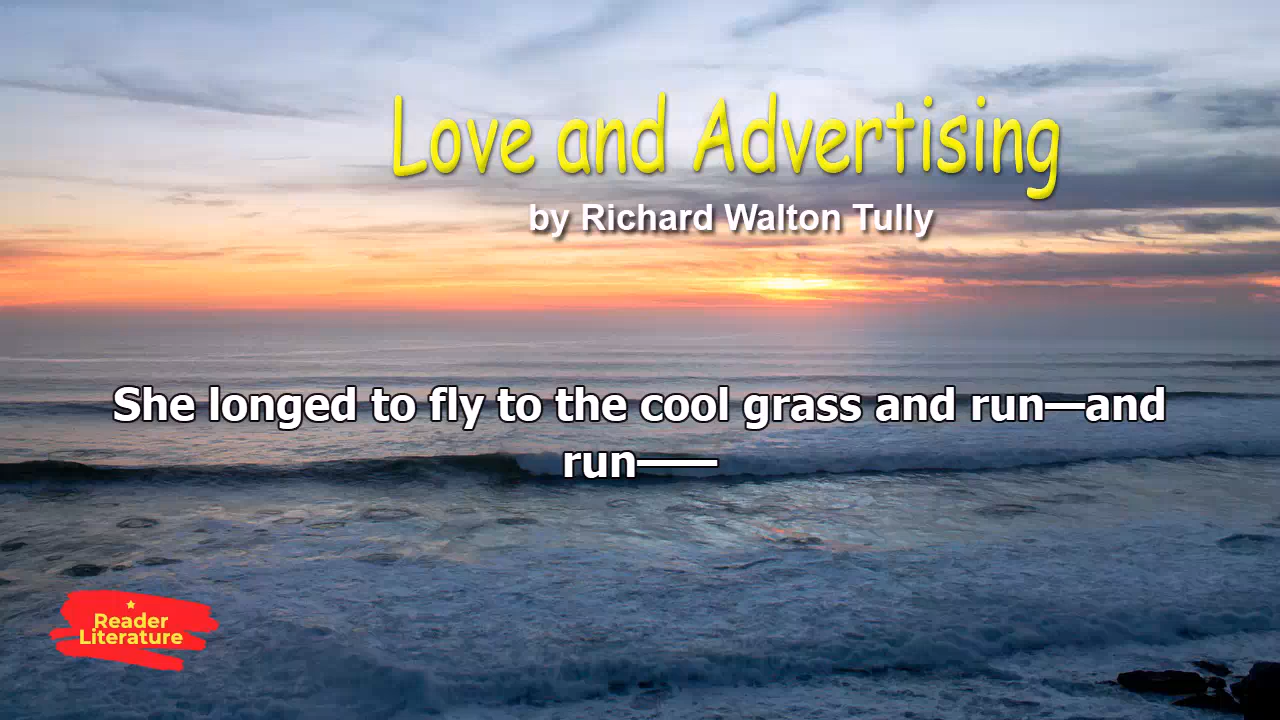 Love and Advertising
by Richard Walton Tully
She longed to fly to the cool grass and run—and
run——
Reader
Literature